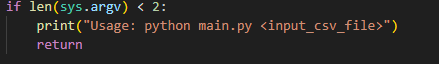 if len(sys.argv) < 2:
    print("Usage: python main.py <input_csv_file>")
    return